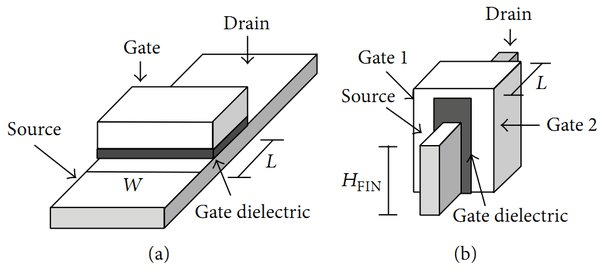 Drain
Gate
Source
L
W
Gate dielectric
(a)
Drain
Gate 1
L
Source
Gate 2
HFIN
Gate dielectric
(b)